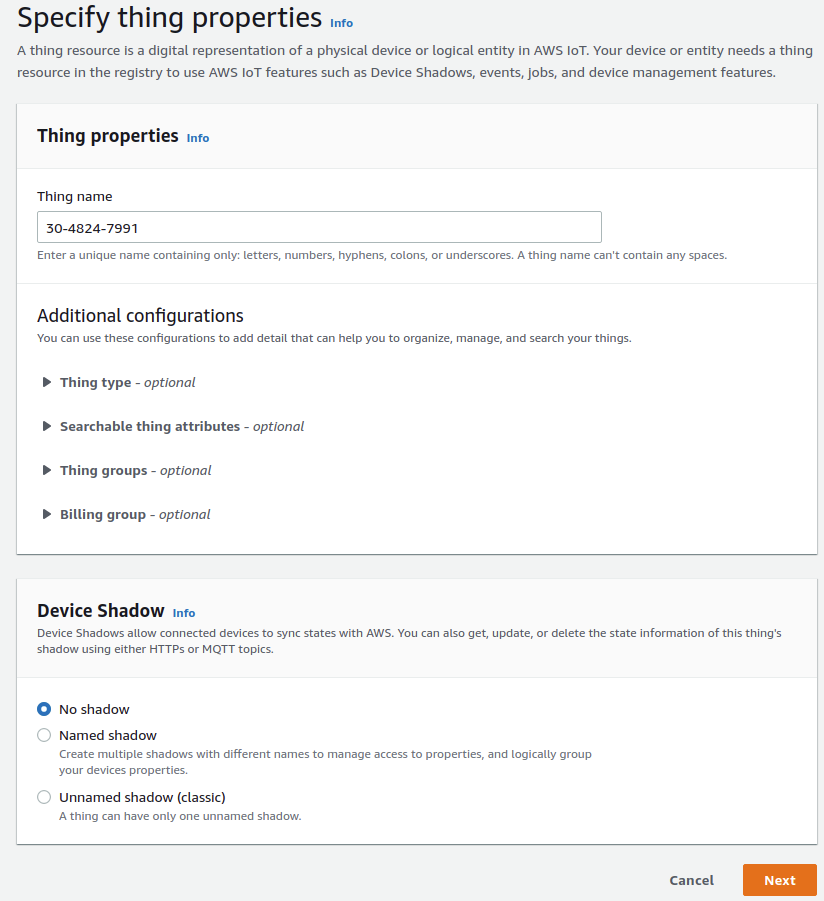 Specify thing properties Info
A thing resource is a digital representation of a physical device or logical entity in AWS IoT. Your device or entity needs a thing
resource in the registry to use AWS IoT features such as Device Shadows, events, jobs, and device management features.
Thing properties Info
Thing name
30-4824-7991
Enter a unique name containing only: letters, numbers, hyphens, colons, or underscores. A thing name can't contain any spaces.
Additional configurations
You can use these configurations to add detail that can help you to organize, manage, and search your things.
Thing type - optional
Searchable thing attributes - optional
Thing groups - optional
Billing group - optional
Device Shadow Info
Device Shadows allow connected devices to sync states with AWS. You can also get, update, or delete the state information of this thing's
shadow using either HTTPs or MQTT topics.
No shadow
Named shadow
Create multiple shadows with different names to manage access to properties, and logically group
your devices properties.
Unnamed shadow (classic)
A thing can have only one unnamed shadow.
Cancel Next